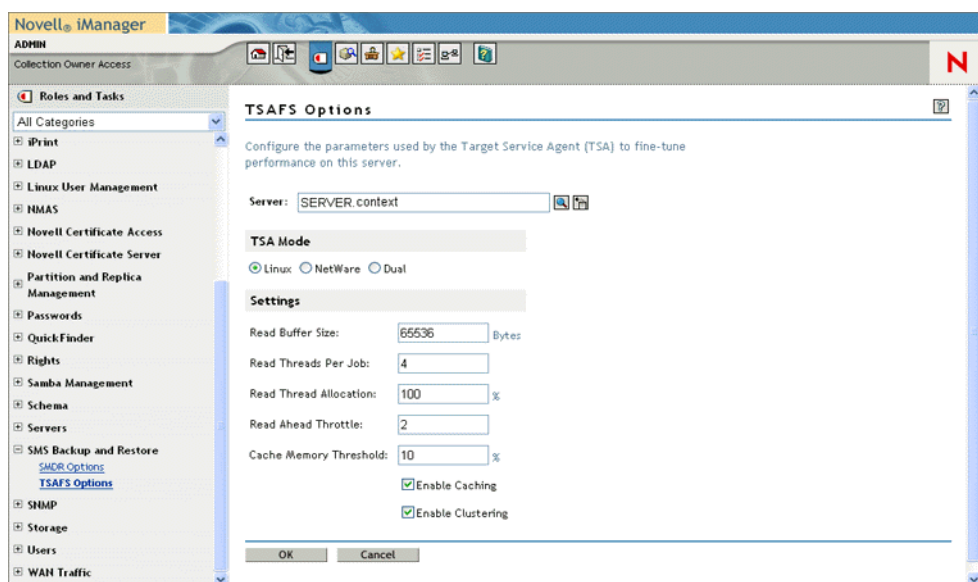 Novell® iManager
ADMIN
Collection Owner Access
N
Roles and Tasks
All Categories
iPrint
LDAP
Linux User Management
NMAS
Novell Certificate Access
Novell Certificate Server
Partition and Replica
Management
Passwords
QuickFinder
Rights
Samba Management
Schema
Servers
SMS Backup and Restore
SMDR Options
TSAFS Options
SNMP
Storage
Users
WAN Traffic
TSAFS Options
?
Configure the parameters used by the Target Service Agent (TSA) to fine-tune
performance on this server.
Server: SERVER.context
TSA Mode
Linux NetWare Dual
Settings
Read Buffer Size: 65536 Bytes
Read Threads Per Job: 4
Read Thread Allocation: 100 %
Read Ahead Throttle: 2
Cache Memory Threshold: 10 %
Enable Caching
Enable Clustering
OK Cancel